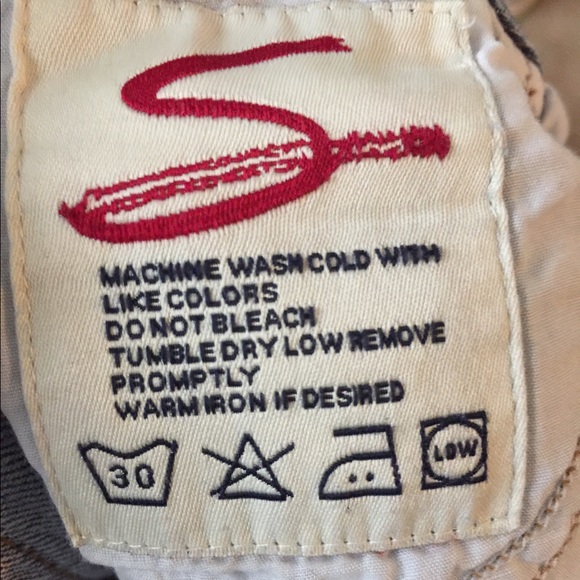 S
MACHINE WASH COLD WITH
LIKE COLORS
DO NOT BLEACH
TUMBLE DRY LOW REMOVE
PROMPTLY
WARM IRON IF DESIRED
30 LOW